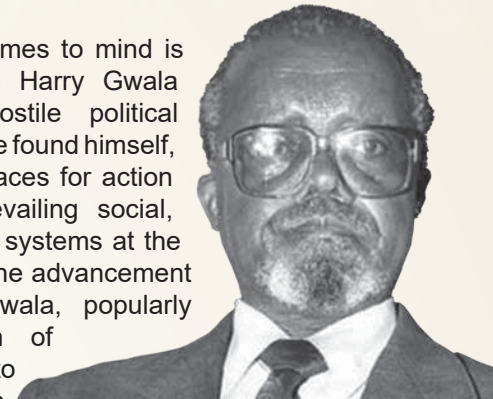 mes to mind is
Harry Gwala
ostile political
e found himself,
aces for action
evailing social,
systems at the
he advancement
wala, popularly
of
to